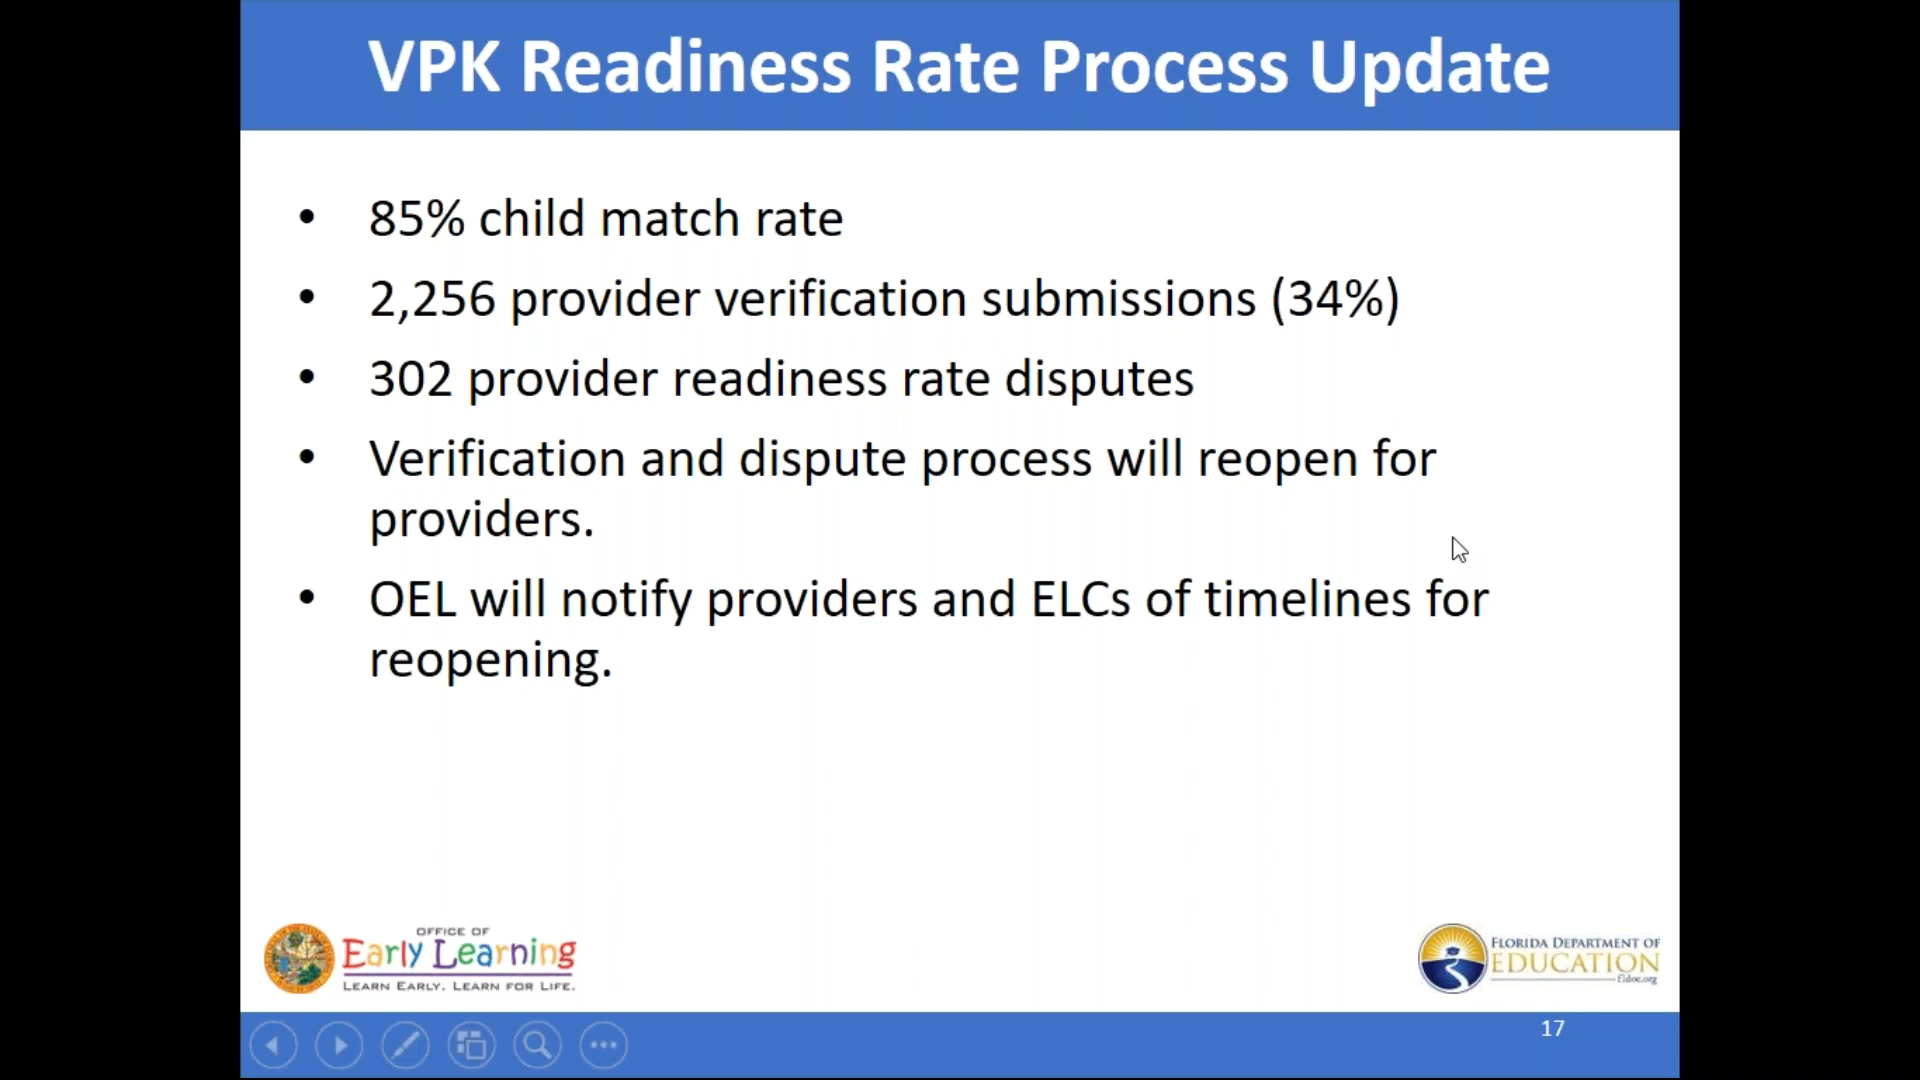 VPK Readiness Rate Process Update
• 85% child match rate
• 2,256 provider verification submissions (34%)
• 302 provider readiness rate disputes
• Verification and dispute process will reopen for
providers.
• OEL will notify providers and ELCs of timelines for
reopening.
OFFICE OF
Early Learning
LEARN EARLY. LEARN FOR LIFE.
FLORIDA DEPARTMENT OF
EDUCATION
fldoe.org
17